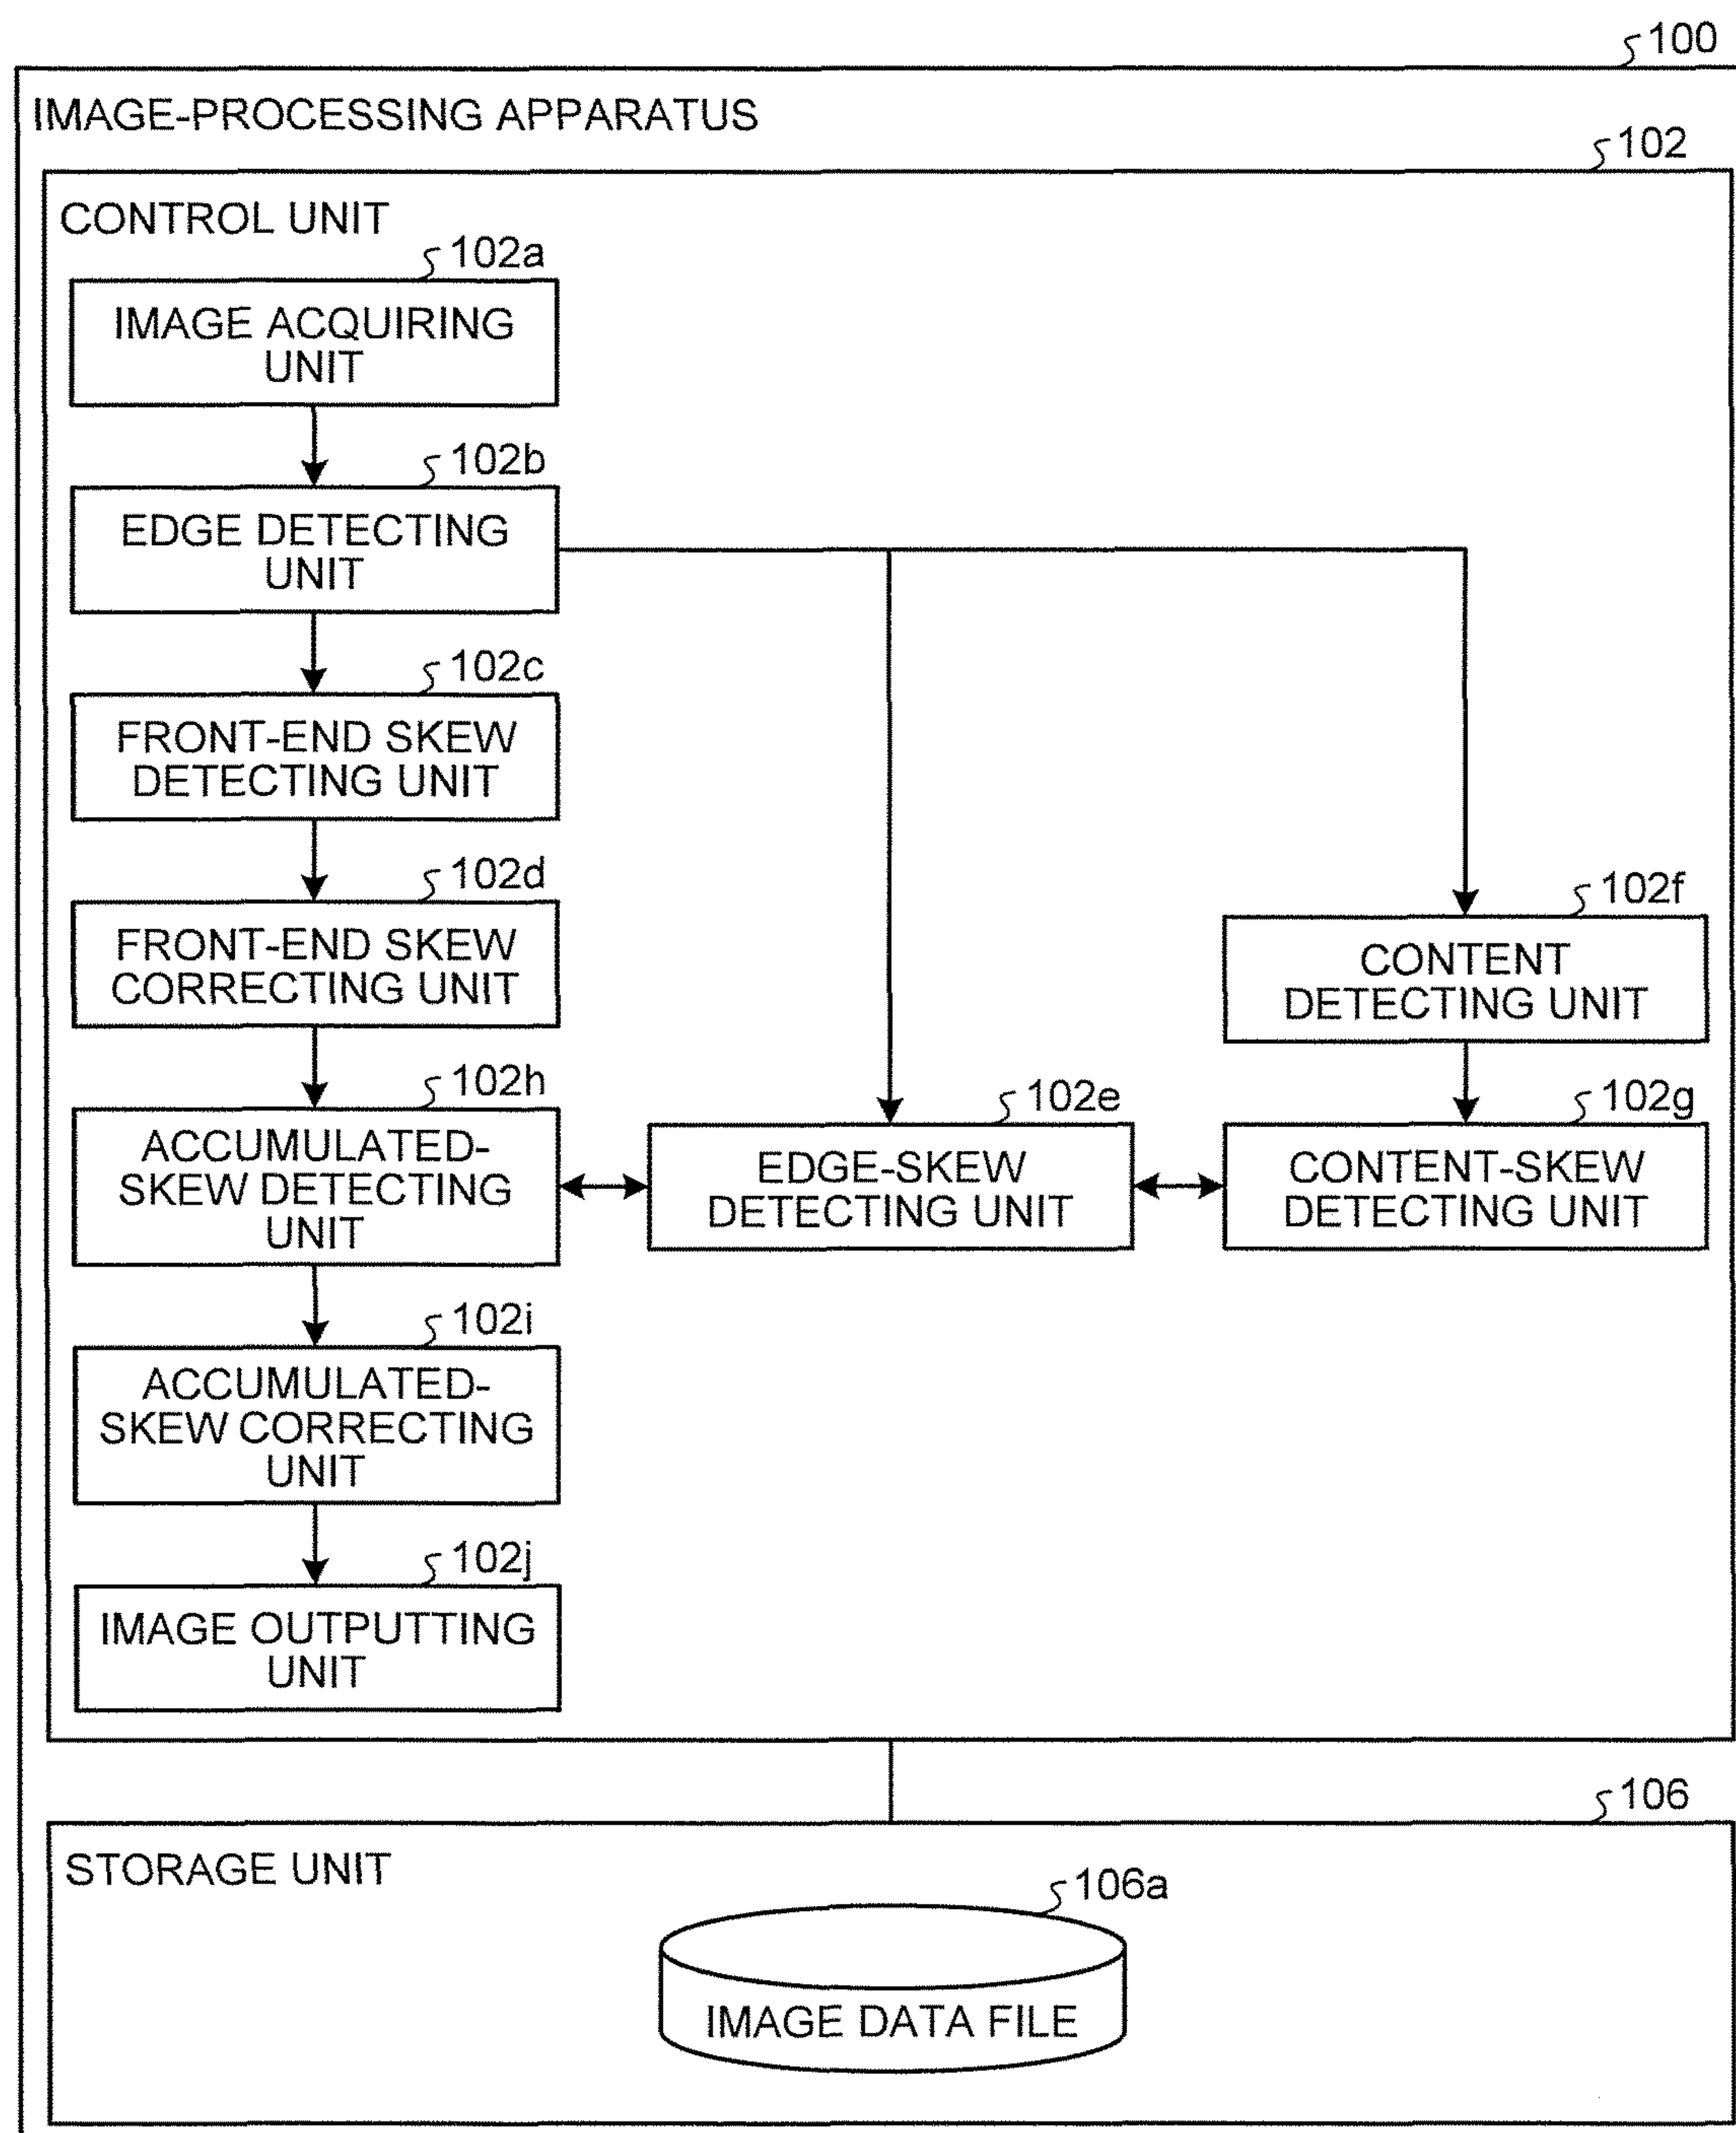 100
IMAGE-PROCESSING APPARATUS
102
CONTROL UNIT
102a
IMAGE ACQUIRING
UNIT
102b
EDGE DETECTING
UNIT
102c
FRONT-END SKEW
DETECTING UNIT
102d
FRONT-END SKEW
CORRECTING UNIT
102f
CONTENT
DETECTING UNIT
102h
ACCUMULATED-
SKEW DETECTING
UNIT
102e
EDGE-SKEW
DETECTING UNIT
102g
CONTENT-SKEW
DETECTING UNIT
102i
ACCUMULATED-
SKEW CORRECTING
UNIT
102j
IMAGE OUTPUTTING
UNIT
106
STORAGE UNIT
106a
IMAGE DATA FILE